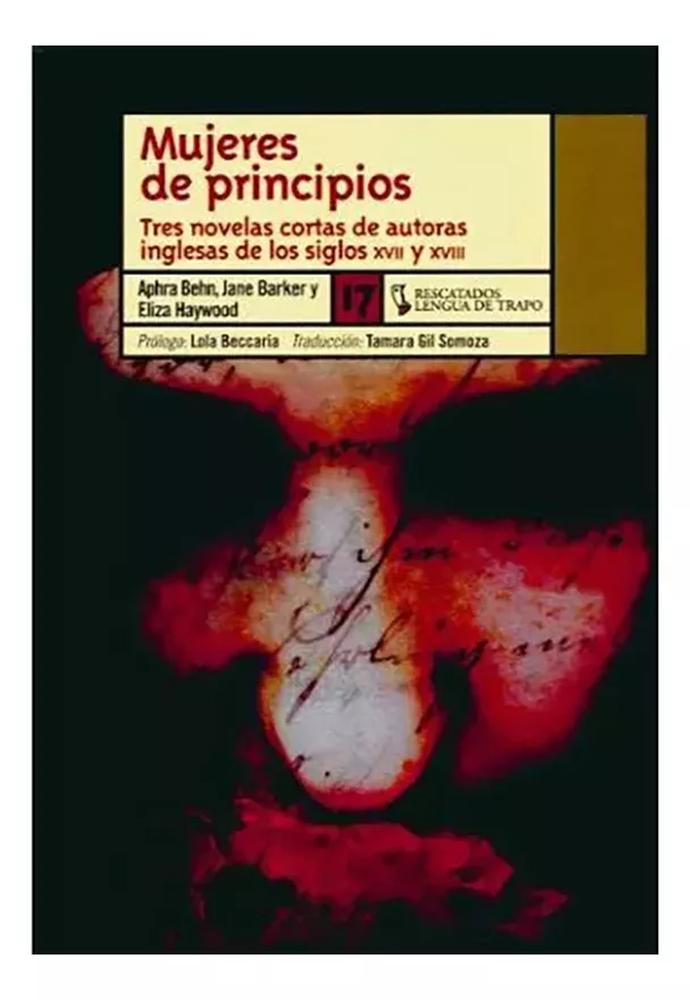 Mujeres
de principios
Tres novelas cortas de autoras
inglesas de los siglos XVII y XVIII
Aphra Behn, Jane Barker y
Eliza Haywood
17
RESCATADOS
LENGUA DE TRAPO
Prólogo: Lola Beccaria Traducción: Tamara Gil Somoza